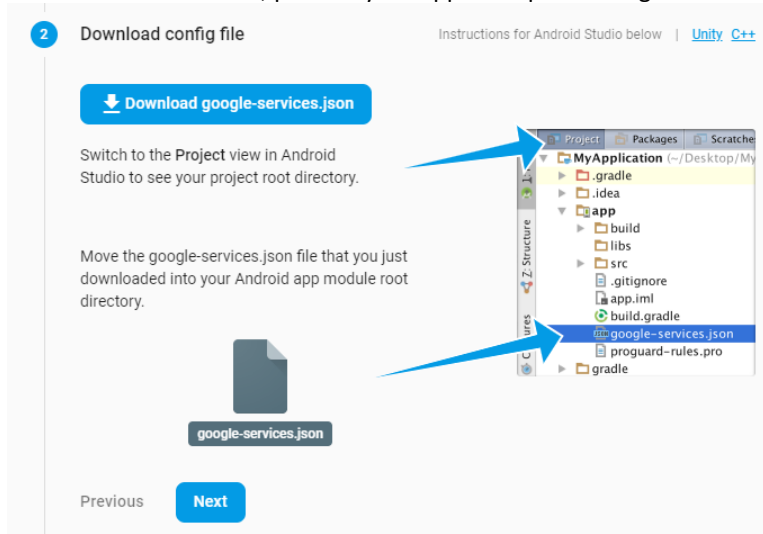 2
Download config file
Instructions for Android Studio below | Unity C++
Download google-services.json
Switch to the Project view in Android
Studio to see your project root directory.
Move the google-services.json file that you just
downloaded into your Android app module root
directory.
google-services.json
Project Packages Scratche
MyApplication (~/Desktop/My
.gradle
.idea
app
build
libs
src
.gitignore
app.iml
build.gradle
google-services.json
proguard-rules.pro
gradle
Z: Structure
Previous
Next